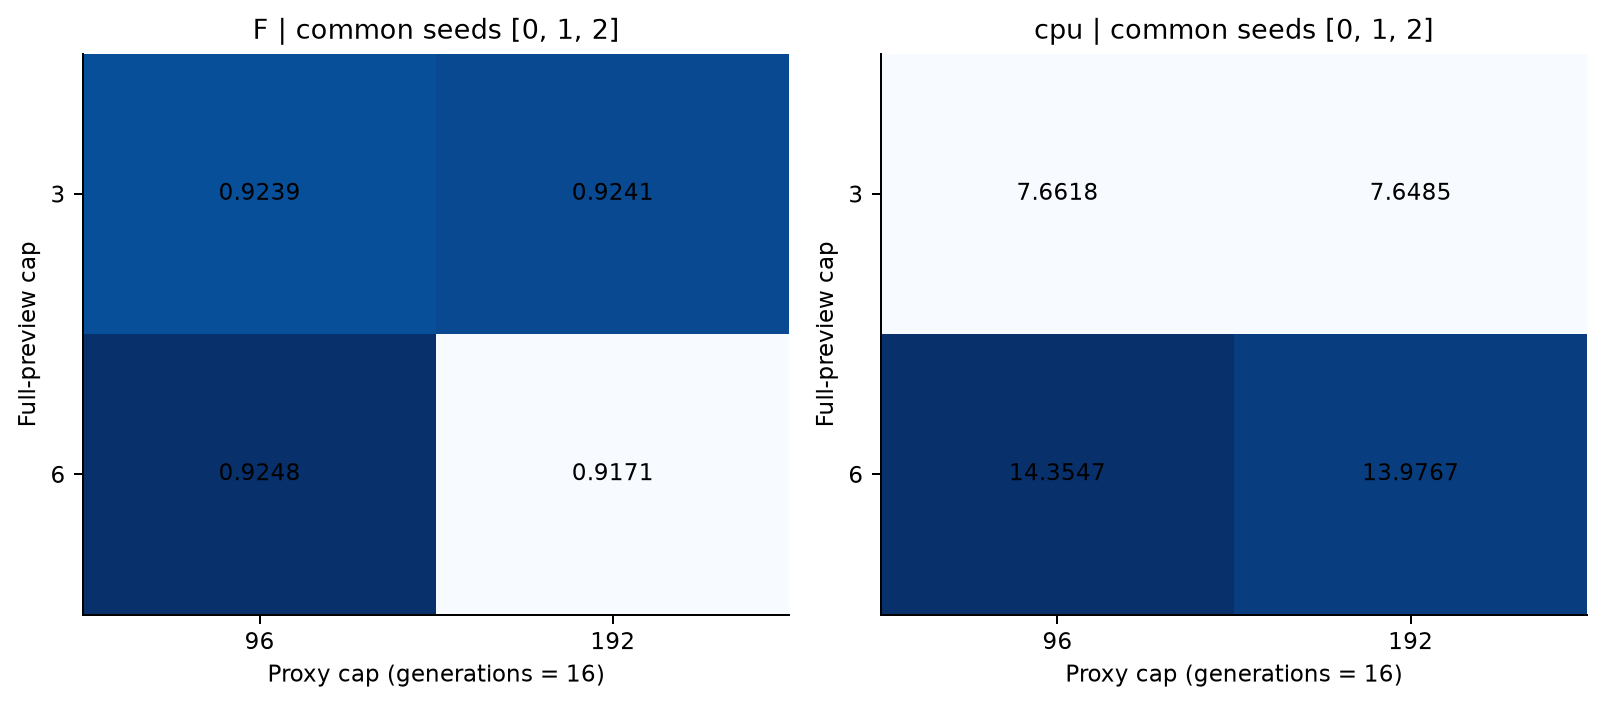 F | common seeds [0, 1, 2]
Full-preview cap
3
0.9239
0.9241
6
0.9248
0.9171
96
192
Proxy cap (generations = 16)
cpu | common seeds [0, 1, 2]
Full-preview cap
3
7.6618
7.6485
6
14.3547
13.9767
96
192
Proxy cap (generations = 16)